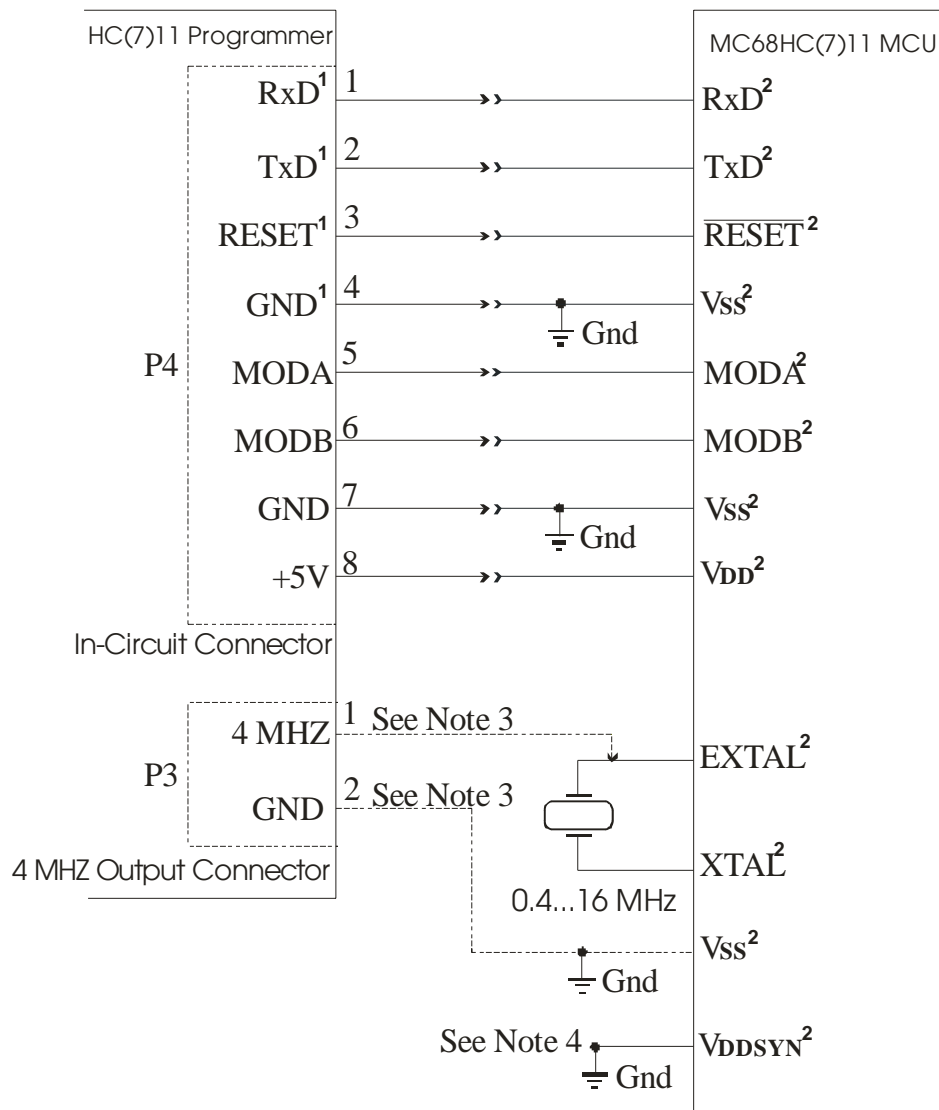 HC(7)11 Programmer
MC68HC(7)11 MCU
RxD¹ 1 RxD²
TxD¹ 2 TxD²
RESET¹ 3 RESET²
GND¹ 4 Vss²
Gnd
P4
MODA 5 MODA²
MODB 6 MODB²
GND 7 Vss²
Gnd
+5V 8 VDD²
In-Circuit Connector
4 MHZ 1 See Note 3 EXTAL²
P3
GND 2 See Note 3
4 MHZ Output Connector XTAL²
0.4...16 MHz
Vss²
Gnd
See Note 4 VDDSYN²
Gnd